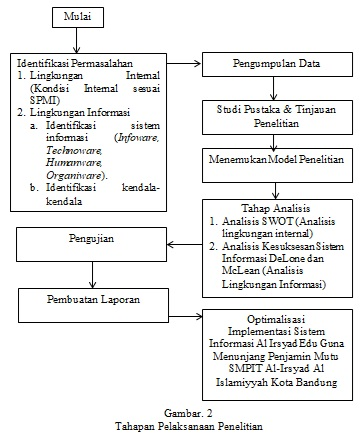 Mulai
Identifikasi Permasalahan
1. Lingkungan Internal
(Kondisi Internal sesuai
SPMI)
2. Lingkungan Informasi
a. Identifikasi sistem
informasi (Infoware,
Technoware,
Humanware,
Organiware).
b. Identifikasi kendala-
kendala
Pengumpulan Data
Studi Pustaka & Tinjauan
Penelitian
Menemukan Model Penelitian
Tahap Analisis
1. Analisis SWOT (Analisis
lingkungan internal)
2. Analisis Kesuksesan Sistem
Informasi DeLone dan
McLean (Analisis
Lingkungan Informasi)
Pengujian
Pembuatan Laporan
Optimalisasi
Implementasi Sistem
Informasi Al Irsyad Edu Guna
Menunjang Penjamin Mutu
SMPIT Al-Irsyad Al
Islamiyyah Kota Bandung
Gambar. 2
Tahapan Pelaksanaan Penelitian